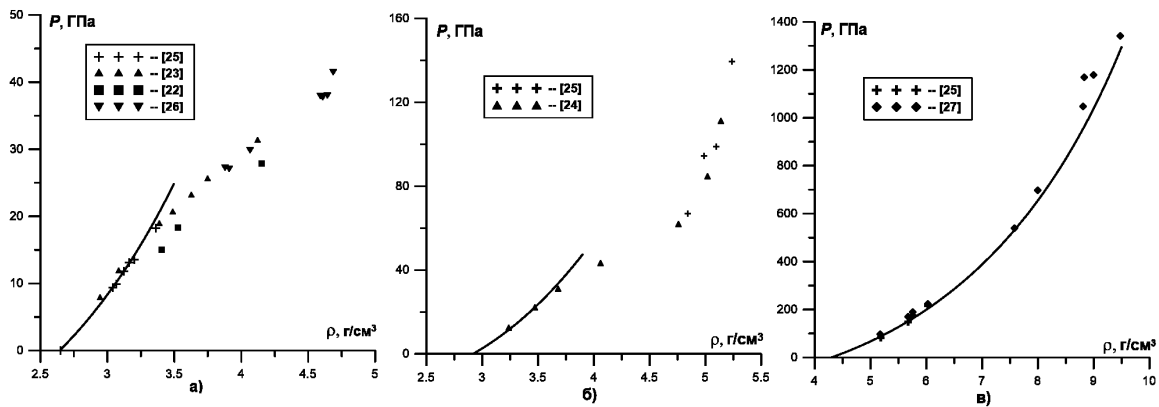 P, ГПа
50
40
30
20
10
0
+ + + -- [25]
▲ ▲ ▲ -- [23]
■ ■ ■ -- [22]
▼ ▼ ▼ -- [26]
ρ, г/см³
2.5 3 3.5 4 4.5 5
а)
P, ГПа
160
120
80
40
0
+ + + -- [25]
▲ ▲ ▲ -- [24]
ρ, г/см³
2.5 3 3.5 4 4.5 5 5.5
б)
P, ГПа
1400
1200
1000
800
600
400
200
0
+ + + -- [25]
◆ ◆ ◆ -- [27]
ρ, г/см³
4 5 6 7 8 9 10
в)